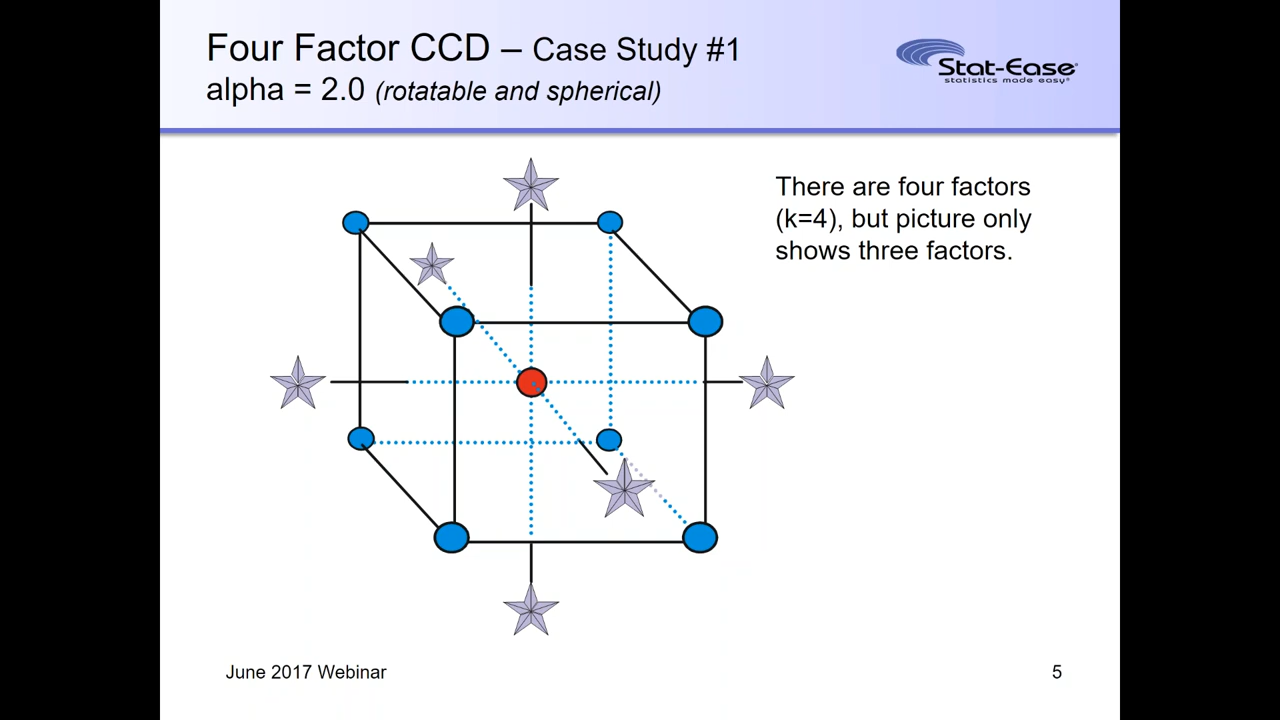 Four Factor CCD – Case Study #1
alpha = 2.0 (rotatable and spherical)
Stat-Ease®
statistics made easy®
There are four factors
(k=4), but picture only
shows three factors.
June 2017 Webinar
5